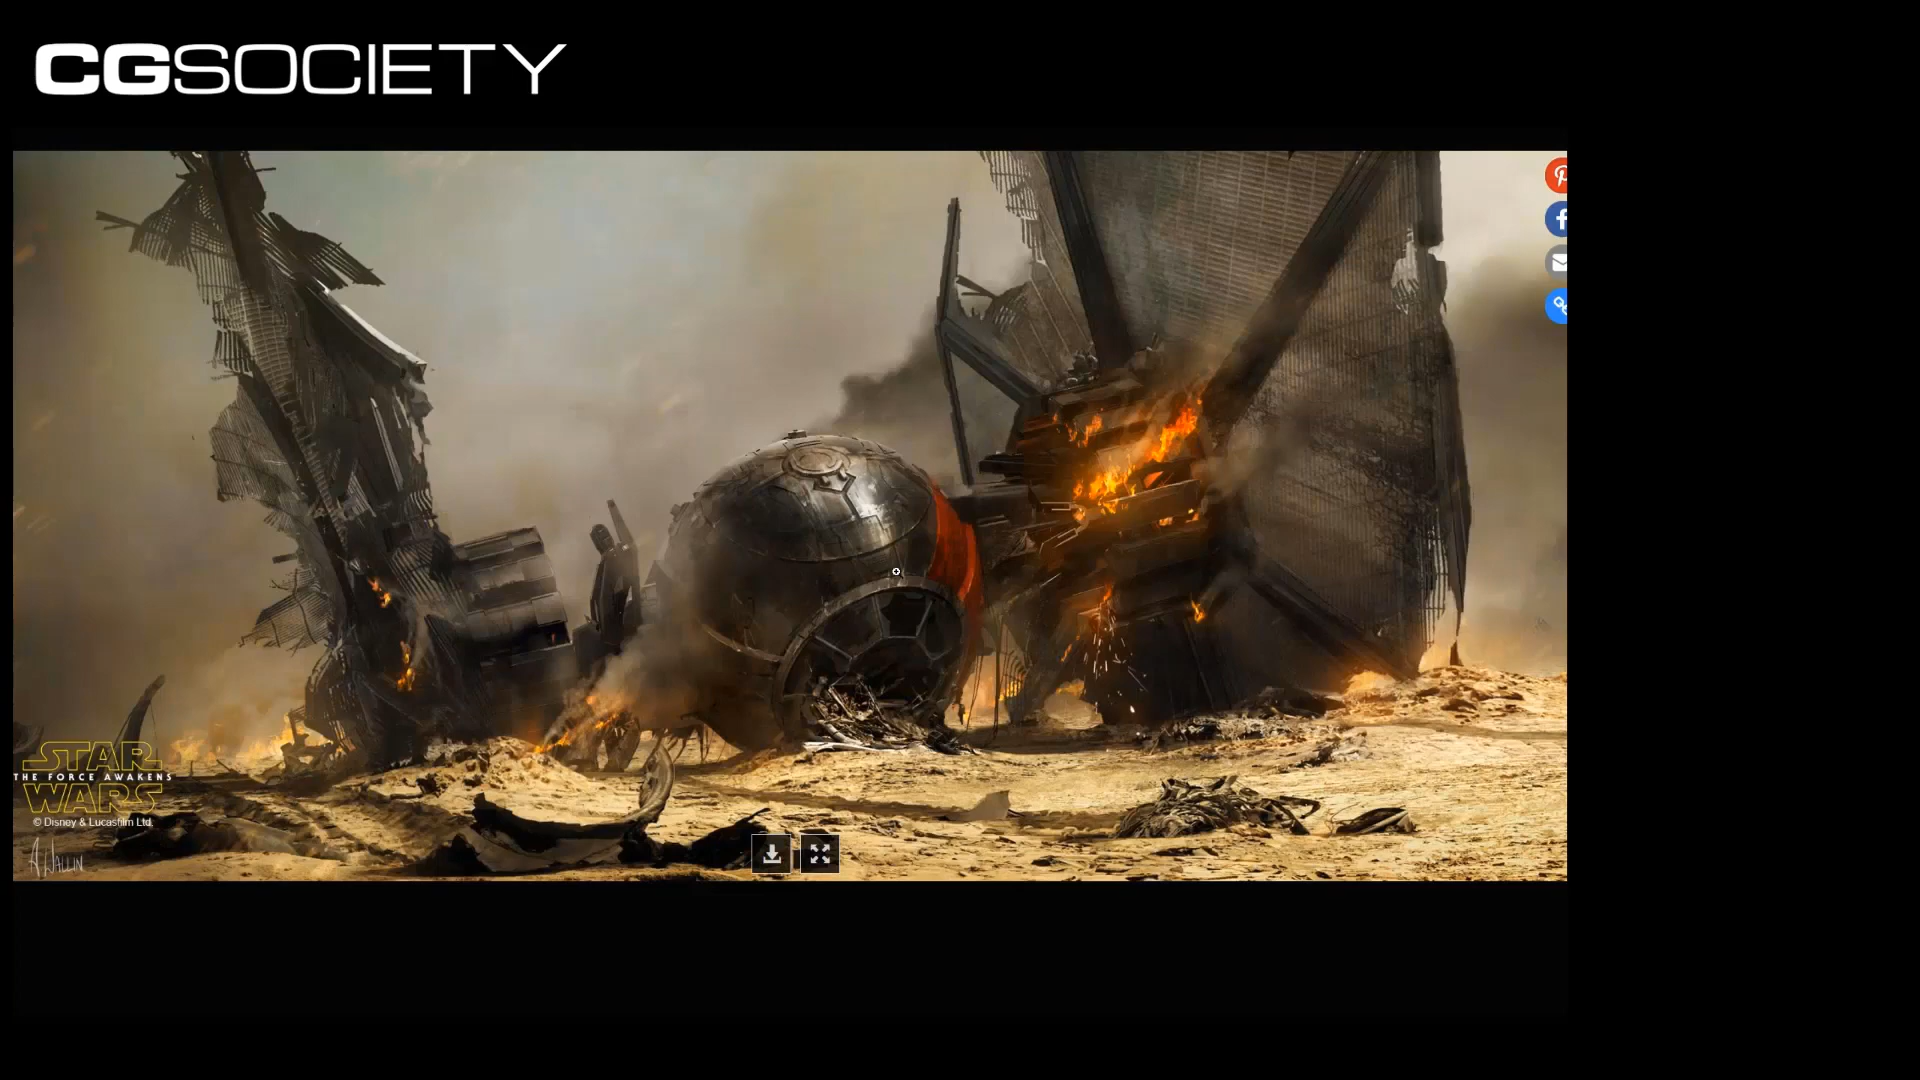 CGSOCIETY
STAR
THE FORCE AWAKENS
WARS
© Disney & Lucasfilm Ltd.
A WALLIN